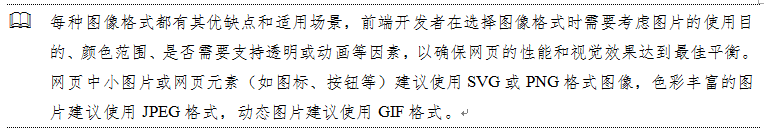 每种图像格式都有其优缺点和适用场景，前端开发者在选择图像格式时需要考虑图片的使用目
的、颜色范围、是否需要支持透明或动画等因素，以确保网页的性能和视觉效果达到最佳平衡。
网页中小图片或网页元素（如图标、按钮等）建议使用 SVG 或 PNG 格式图像，色彩丰富的图
片建议使用 JPEG 格式，动态图片建议使用 GIF 格式。